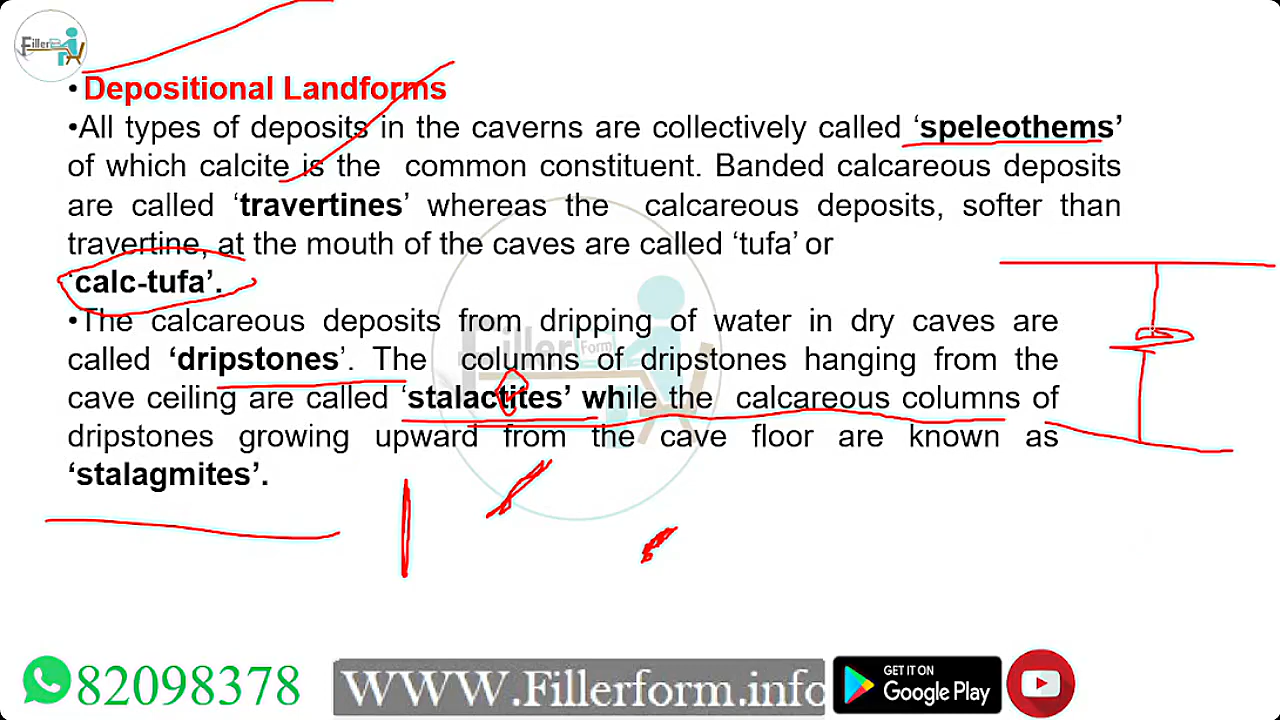 Filler
•Depositional Landforms
•All types of deposits in the caverns are collectively called ‘speleothems’
of which calcite is the common constituent. Banded calcareous deposits
are called ‘travertines’ whereas the calcareous deposits, softer than
travertine, at the mouth of the caves are called ‘tufa’ or
‘calc-tufa’.
•The calcareous deposits from dripping of water in dry caves are
called ‘dripstones’. The columns of dripstones hanging from the
cave ceiling are called ‘stalactites’ while the calcareous columns of
dripstones growing upward from the cave floor are known as
‘stalagmites’.
Filler Form
82098378
WWW.Fillerform.info
GET IT ON
Google Play